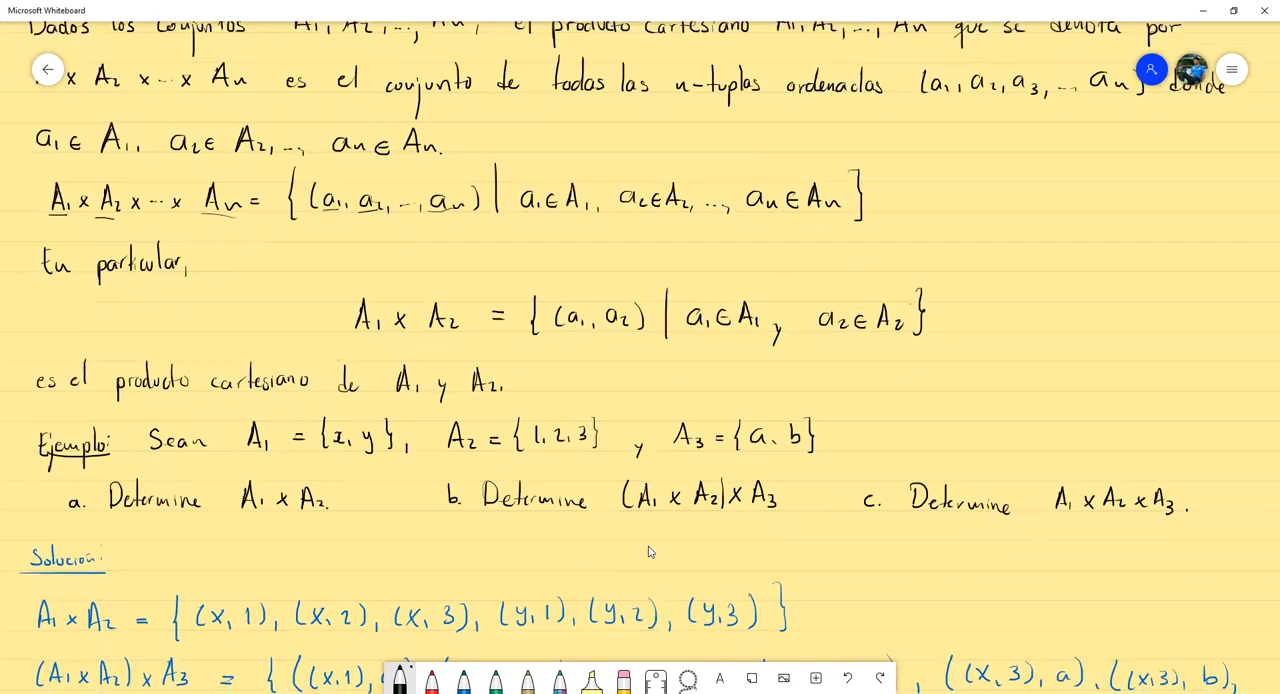 Microsoft Whiteboard
Dados los conjuntos A₁, A₂, ..., An, el producto cartesiano A₁, A₂, ..., An que se denota por
x A₂ x ... x An es el conjunto de todas las n-tuplas ordenadas (a₁, a₂, a₃, ..., an) donde
a₁ ∈ A₁, a₂ ∈ A₂, ..., an ∈ An.
A₁ x A₂ x ... x An = { (a₁, a₂, ..., an) | a₁ ∈ A₁, a₂ ∈ A₂, ..., an ∈ An }
En particular,
A₁ x A₂ = { (a₁, a₂) | a₁ ∈ A₁ y a₂ ∈ A₂ }
es el producto cartesiano de A₁ y A₂.
Ejemplo: Sean A₁ = {x, y}, A₂ = {1, 2, 3} y A₃ = {a, b}
a. Determine A₁ x A₂. b. Determine (A₁ x A₂) x A₃ c. Determine A₁ x A₂ x A₃.
Solución:
A₁ x A₂ = { (x, 1), (x, 2), (x, 3), (y, 1), (y, 2), (y, 3) }
(A₁ x A₂) x A₃ = { ((x, 1), , ((x, 3), a), ((x, 3), b),